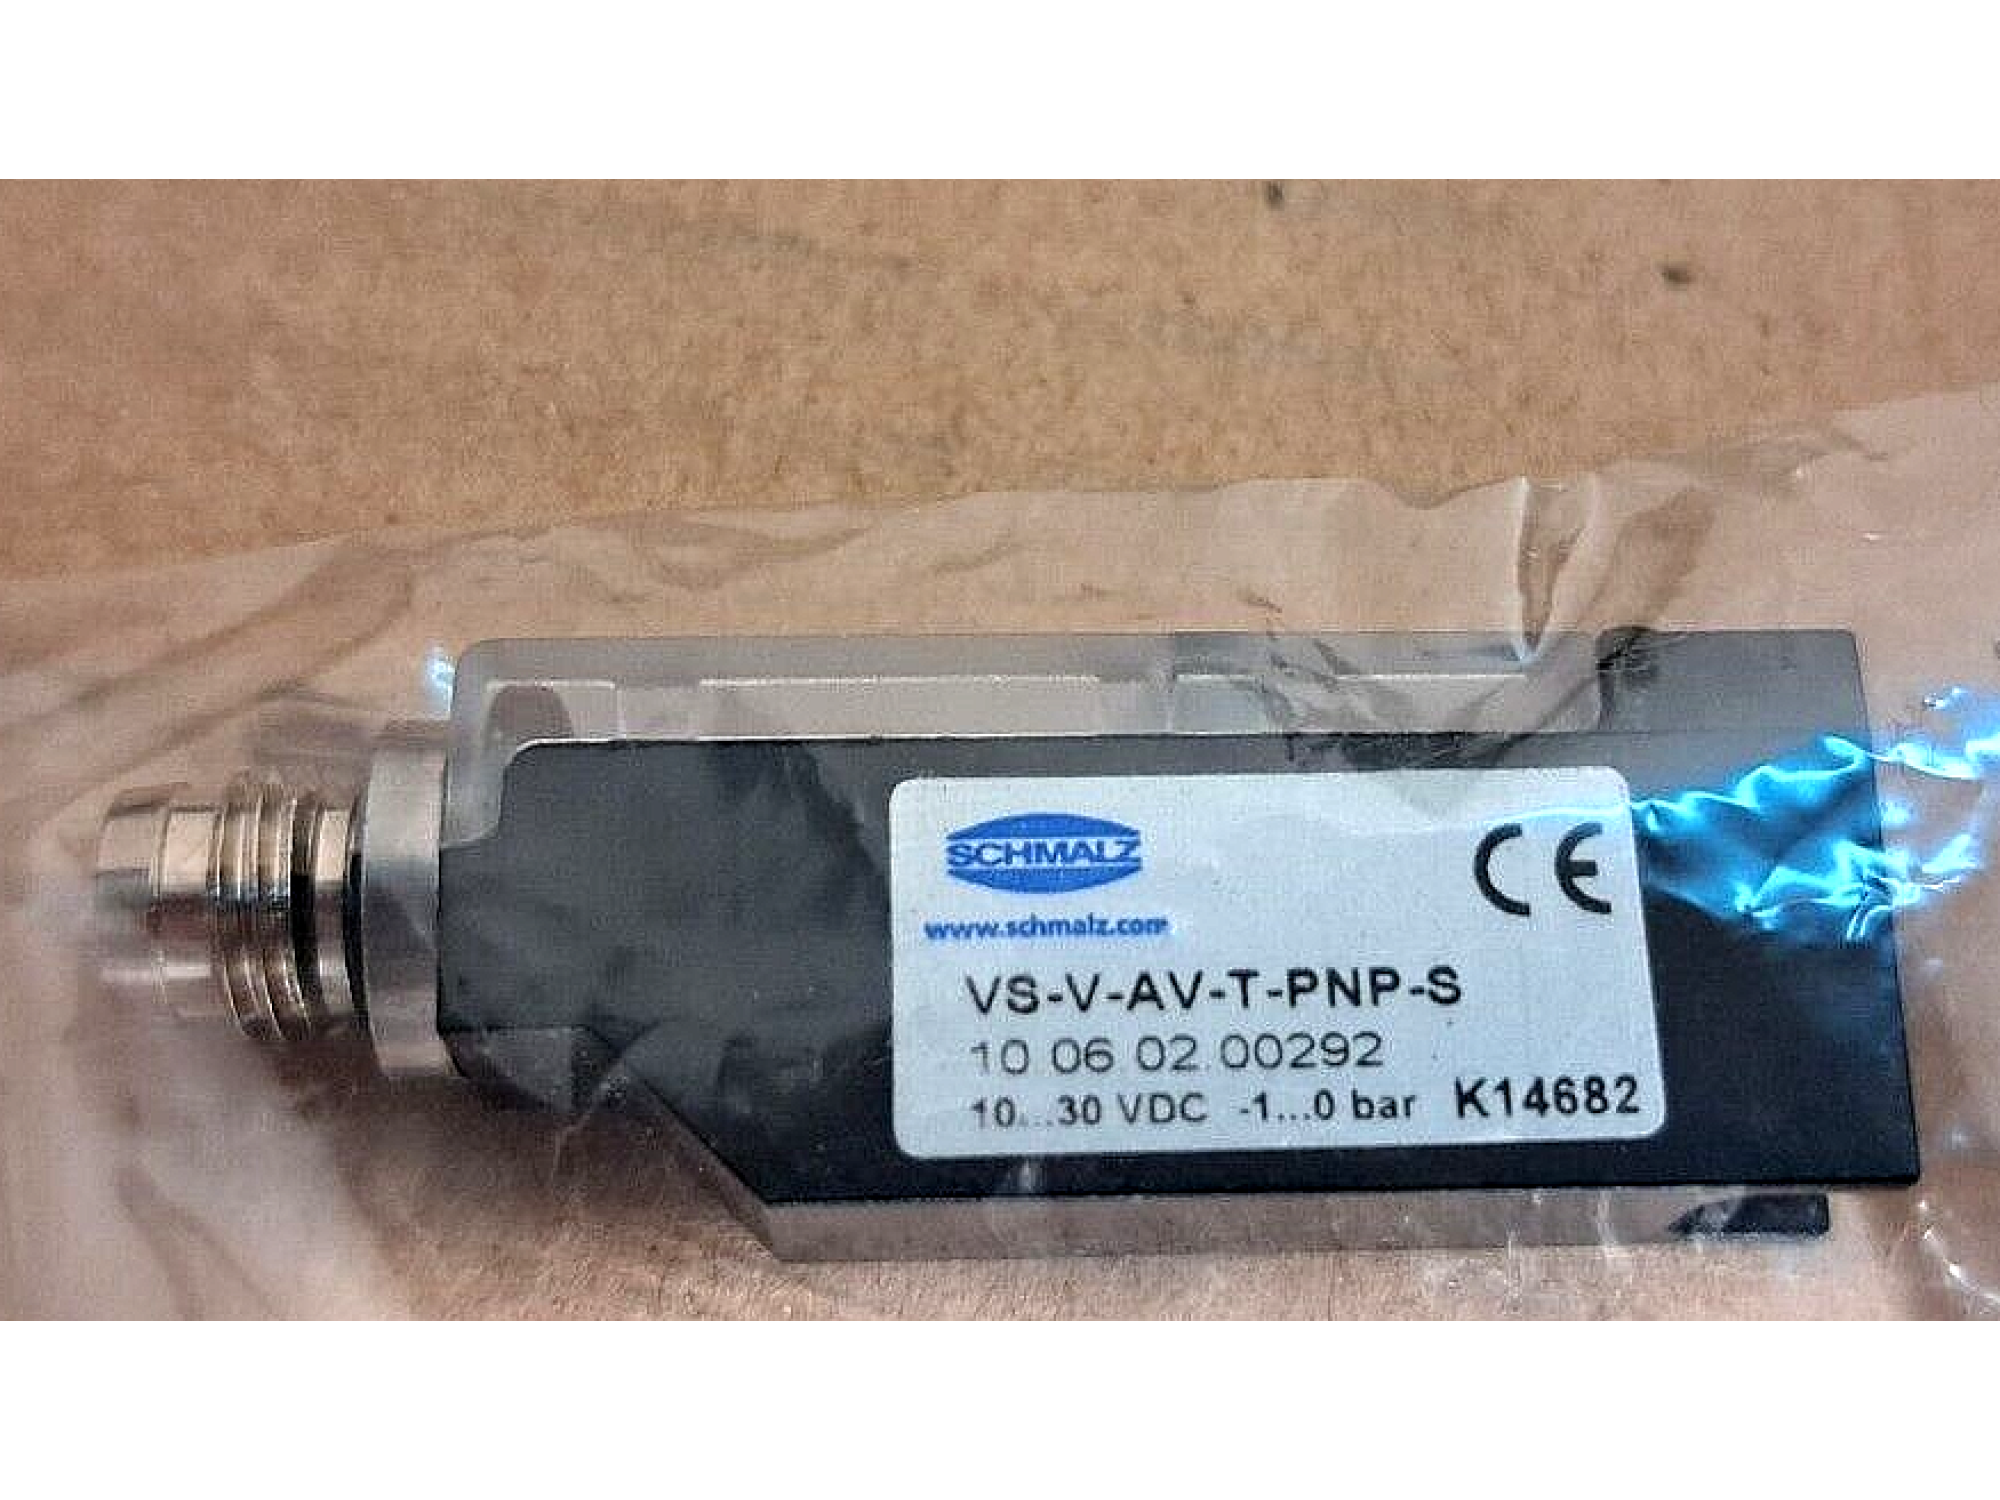 SCHMALZ
CE
www.schmalz.com
VS-V-AV-T-PNP-S
10.06.02.00292
10...30 VDC -1...0 bar K14682